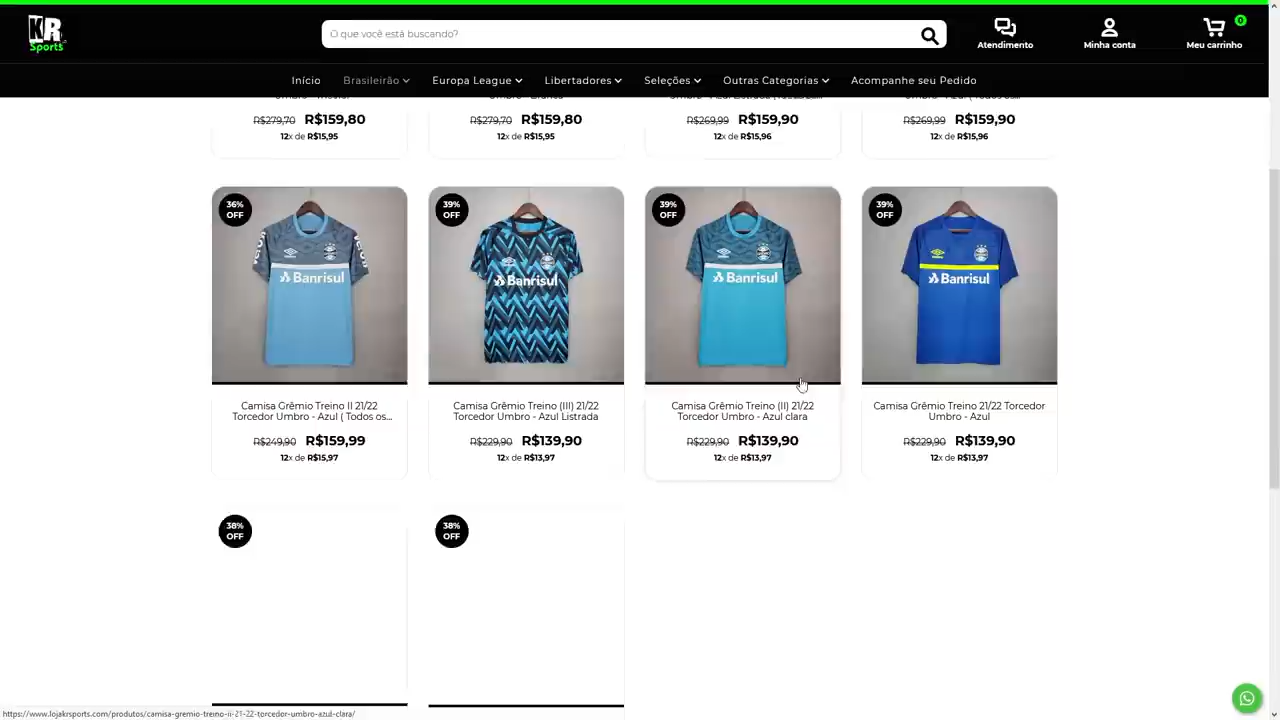 KR
Sports
O que você está buscando?
Atendimento
Minha conta
0
Meu carrinho
Início
Brasileirão
Europa League
Libertadores
Seleções
Outras Categorias
Acompanhe seu Pedido
R$279,70 R$159,80
12x de R$15,95
R$279,70 R$159,80
12x de R$15,95
R$269,99 R$159,90
12x de R$15,96
R$269,99 R$159,90
12x de R$15,96
36%
OFF
Banrisul
Camisa Grêmio Treino II 21/22
Torcedor Umbro - Azul ( Todos os...
R$249,90 R$159,99
12x de R$15,97
39%
OFF
Banrisul
Camisa Grêmio Treino (III) 21/22
Torcedor Umbro - Azul Listrada
R$229,90 R$139,90
12x de R$13,97
39%
OFF
Banrisul
Camisa Grêmio Treino (II) 21/22
Torcedor Umbro - Azul clara
R$229,90 R$139,90
12x de R$13,97
39%
OFF
Banrisul
Camisa Grêmio Treino 21/22 Torcedor
Umbro - Azul
R$229,90 R$139,90
12x de R$13,97
38%
OFF
38%
OFF
https://www.lojakrsports.com/produtos/camisa-gremio-treino-ii-21-22-torcedor-umbro-azul-clara/